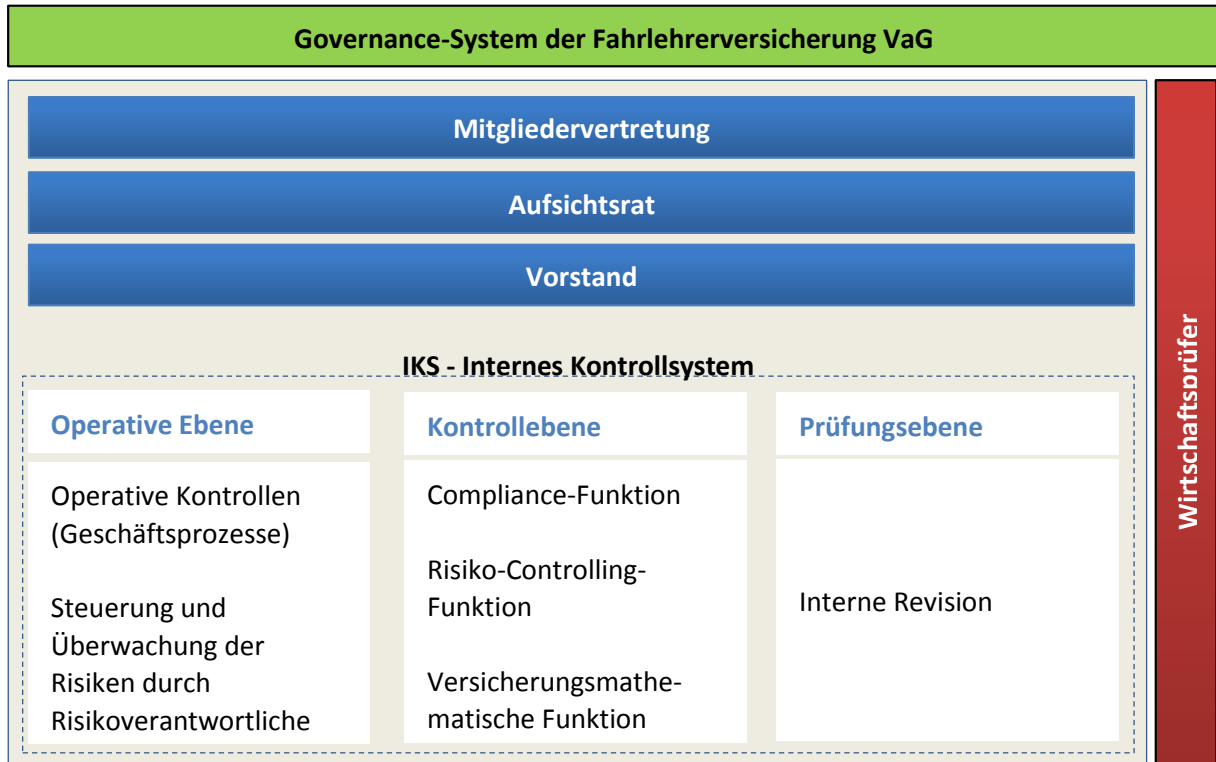 Governance-System der Fahrlehrerversicherung VaG
Mitgliedervertretung
Aufsichtsrat
Vorstand
IKS - Internes Kontrollsystem
Operative Ebene
Operative Kontrollen
(Geschäftsprozesse)
Steuerung und
Überwachung der
Risiken durch
Risikoverantwortliche
Kontrollebene
Compliance-Funktion
Risiko-Controlling-
Funktion
Versicherungsmathe-
matische Funktion
Prüfungsebene
Interne Revision
Wirtschaftsprüfer